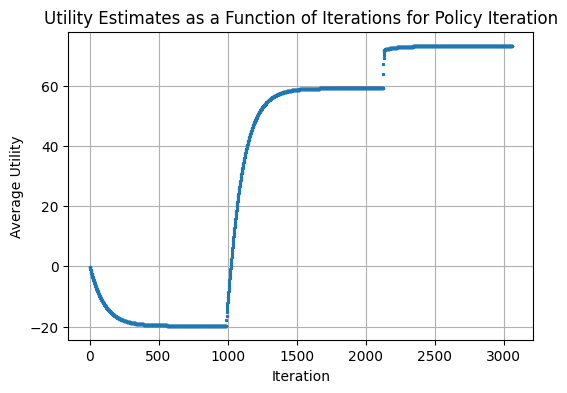 Utility Estimates as a Function of Iterations for Policy Iteration
60
40
20
0
−20
Average Utility
0 500 1000 1500 2000 2500 3000
Iteration